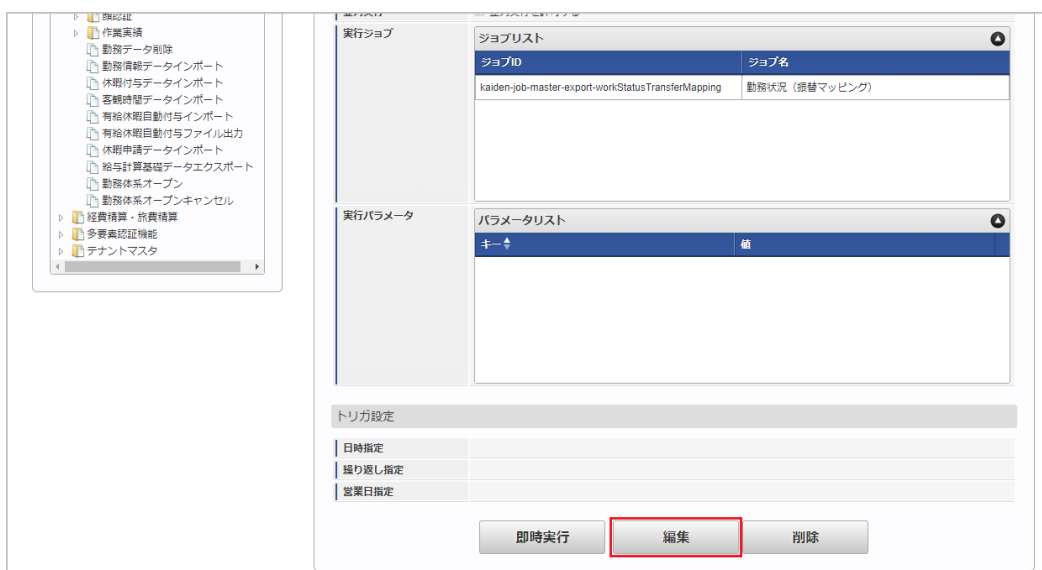 顔認証
作業実績
勤務データ削除
勤務情報データインポート
休暇付与データインポート
客観時間データインポート
有給休暇自動付与インポート
有給休暇自動付与ファイル出力
休暇申請データインポート
給与計算基礎データエクスポート
勤務体系オープン
勤務体系オープンキャンセル
経費精算・旅費精算
多要素認証機能
テナントマスタ
実行ジョブ
ジョブリスト
ジョブID ジョブ名
kaiden-job-master-export-workStatusTransferMapping 勤務状況（振替マッピング）
実行パラメータ
パラメータリスト
キー 値
トリガ設定
日時指定
繰り返し指定
営業日指定
即時実行 編集 削除